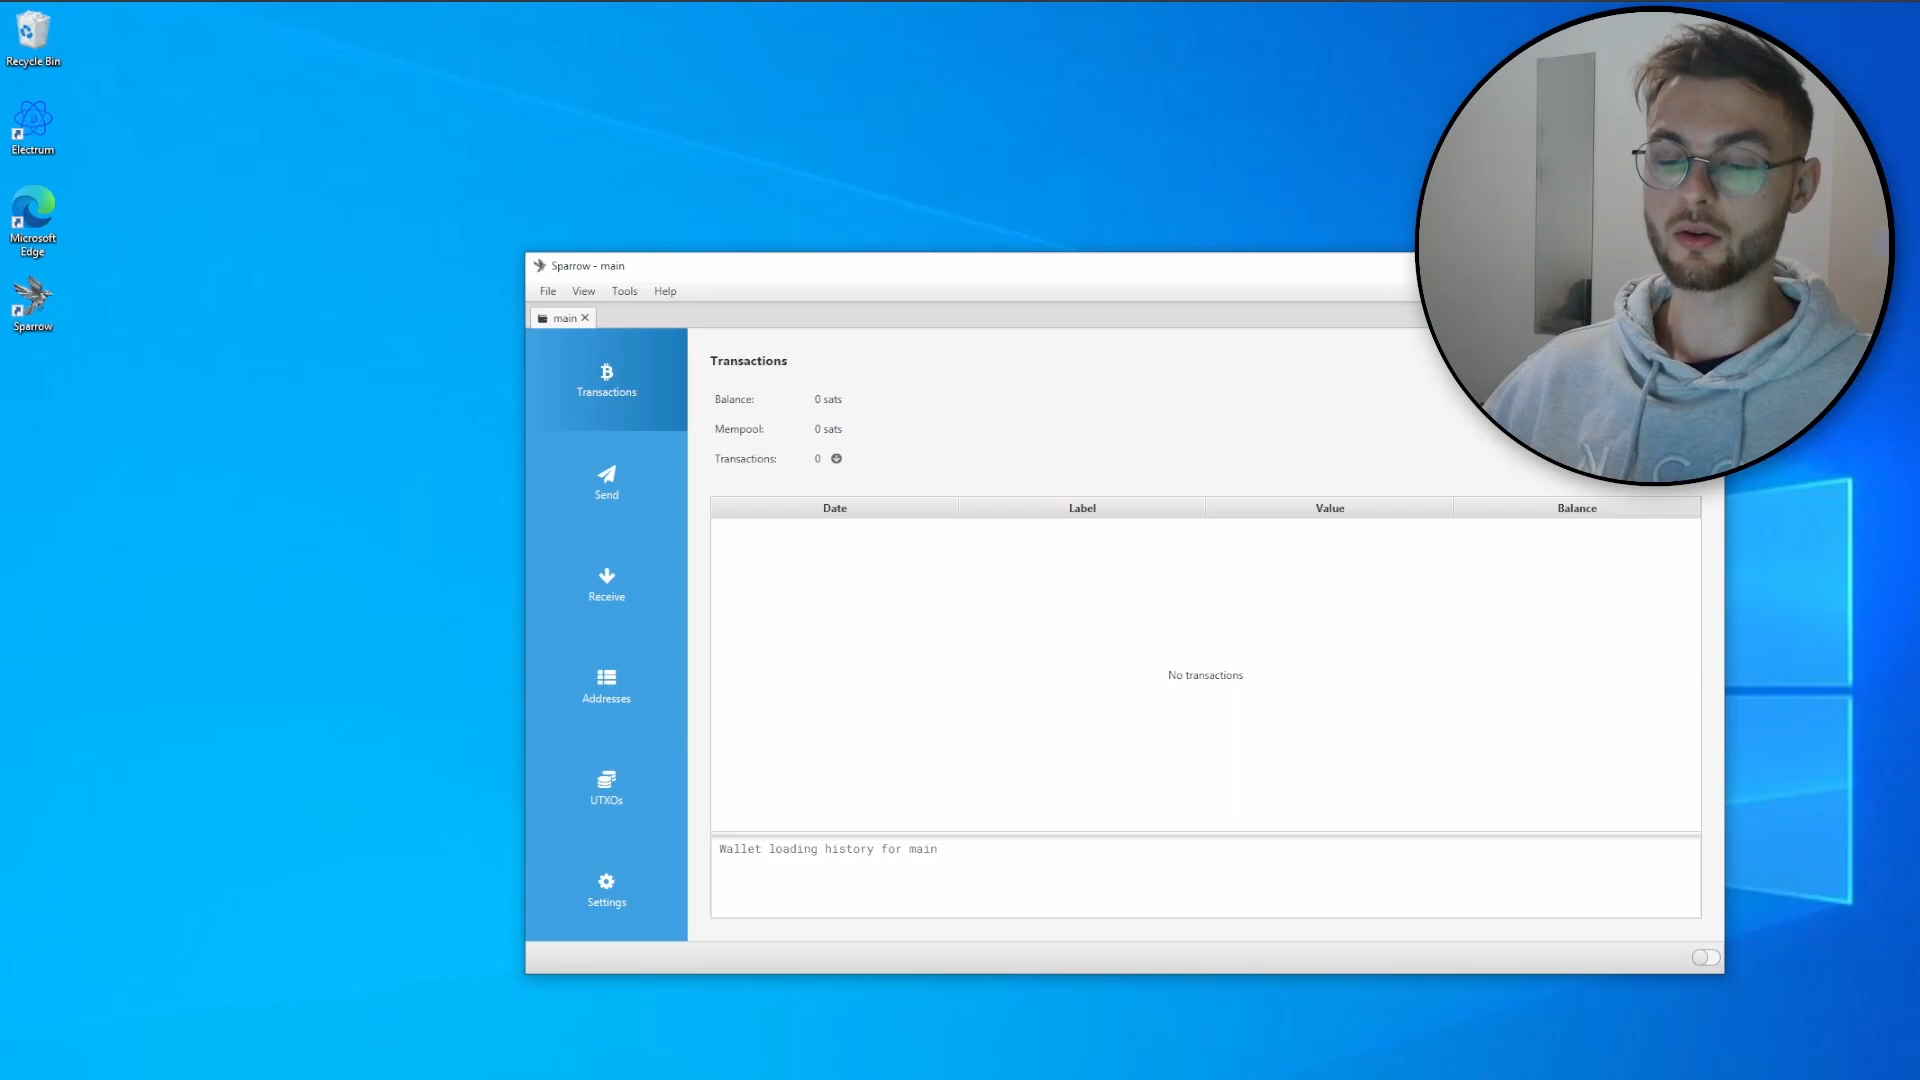 Recycle Bin
Electrum
Microsoft
Edge
Sparrow
Sparrow - main
File View Tools Help
main
Transactions
Send
Receive
Addresses
UTXOs
Settings
Transactions
Balance: 0 sats
Mempool: 0 sats
Transactions: 0
Date Label Value Balance
No transactions
Wallet loading history for main